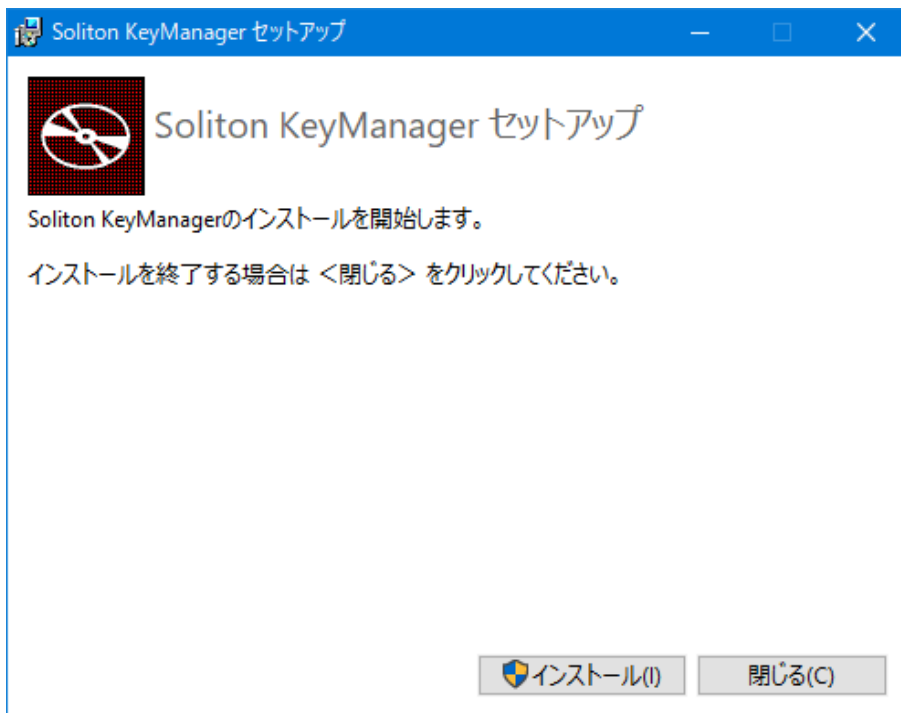 Soliton KeyManager セットアップ
Soliton KeyManager セットアップ
Soliton KeyManagerのインストールを開始します。
インストールを終了する場合は <閉じる> をクリックしてください。
インストール(I)
閉じる(C)